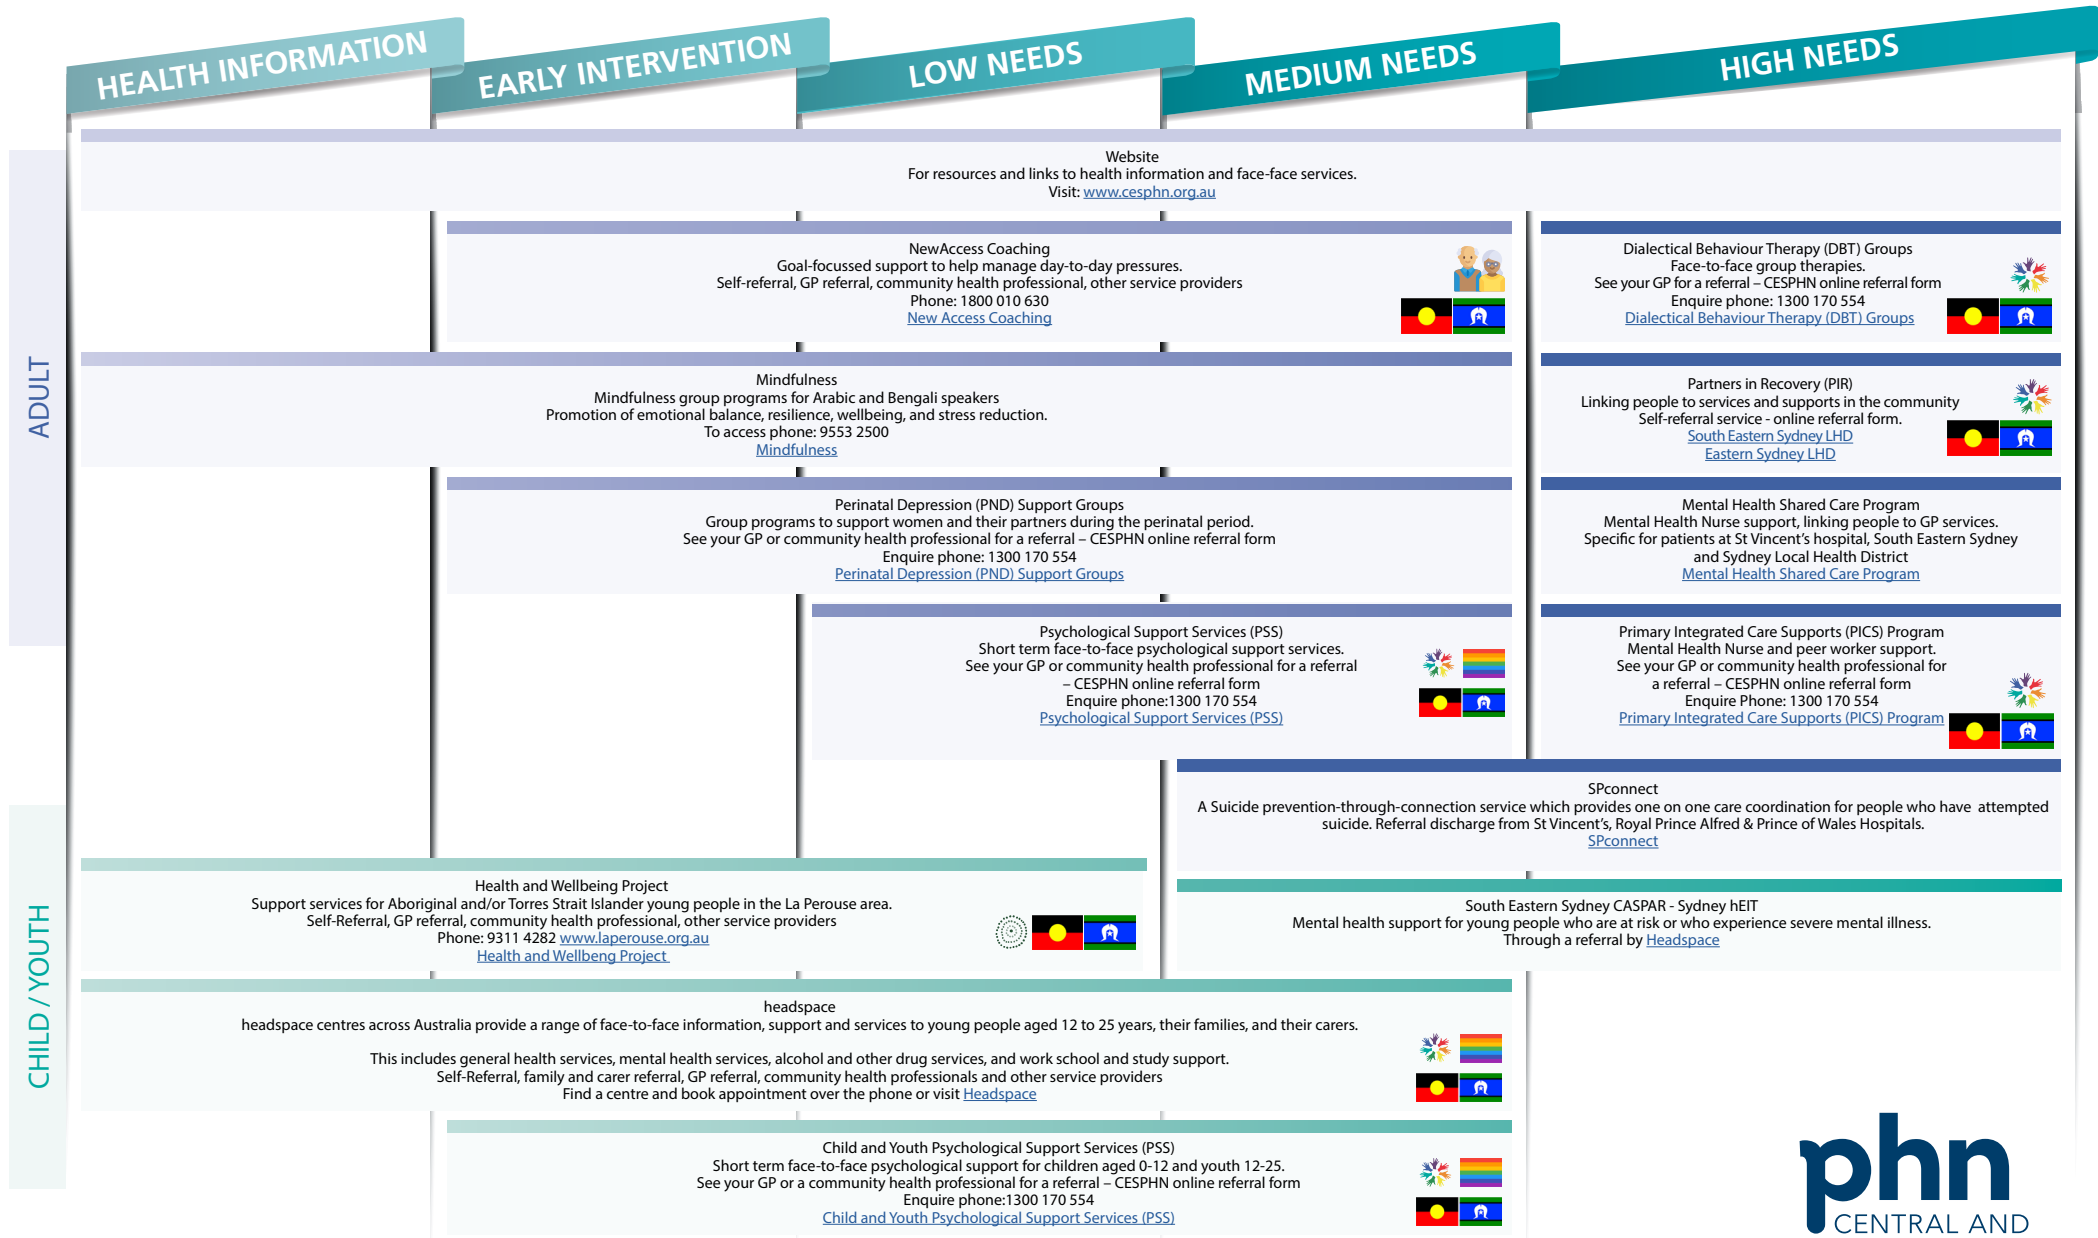 HEALTH INFORMATION
EARLY INTERVENTION
LOW NEEDS
MEDIUM NEEDS
HIGH NEEDS
ADULT
Website
For resources and links to health information and face-face services.
Visit: www.cesphn.org.au
NewAccess Coaching
Goal-focussed support to help manage day-to-day pressures.
Self-referral, GP referral, community health professional, other service providers
Phone: 1800 010 630
New Access Coaching
Dialectical Behaviour Therapy (DBT) Groups
Face-to-face group therapies.
See your GP for a referral – CESPHN online referral form
Enquire phone: 1300 170 554
Dialectical Behaviour Therapy (DBT) Groups
Mindfulness
Mindfulness group programs for Arabic and Bengali speakers
Promotion of emotional balance, resilience, wellbeing, and stress reduction.
To access phone: 9553 2500
Mindfulness
Partners in Recovery (PIR)
Linking people to services and supports in the community
Self-referral service - online referral form.
South Eastern Sydney LHD
Eastern Sydney LHD
Perinatal Depression (PND) Support Groups
Group programs to support women and their partners during the perinatal period.
See your GP or community health professional for a referral – CESPHN online referral form
Enquire phone: 1300 170 554
Perinatal Depression (PND) Support Groups
Mental Health Shared Care Program
Mental Health Nurse support, linking people to GP services.
Specific for patients at St Vincent's hospital, South Eastern Sydney
and Sydney Local Health District
Mental Health Shared Care Program
Psychological Support Services (PSS)
Short term face-to-face psychological support services.
See your GP or community health professional for a referral
– CESPHN online referral form
Enquire phone:1300 170 554
Psychological Support Services (PSS)
Primary Integrated Care Supports (PICS) Program
Mental Health Nurse and peer worker support.
See your GP or community health professional for
a referral – CESPHN online referral form
Enquire Phone: 1300 170 554
Primary Integrated Care Supports (PICS) Program
SPconnect
A Suicide prevention-through-connection service which provides one on one care coordination for people who have attempted
suicide. Referral discharge from St Vincent's, Royal Prince Alfred & Prince of Wales Hospitals.
SPconnect
CHILD / YOUTH
Health and Wellbeing Project
Support services for Aboriginal and/or Torres Strait Islander young people in the La Perouse area.
Self-Referral, GP referral, community health professional, other service providers
Phone: 9311 4282 www.laperouse.org.au
Health and Wellbeng Project
South Eastern Sydney CASPAR - Sydney hEIT
Mental health support for young people who are at risk or who experience severe mental illness.
Through a referral by Headspace
headspace
headspace centres across Australia provide a range of face-to-face information, support and services to young people aged 12 to 25 years, their families, and their carers.
This includes general health services, mental health services, alcohol and other drug services, and work school and study support.
Self-Referral, family and carer referral, GP referral, community health professionals and other service providers
Find a centre and book appointment over the phone or visit Headspace
Child and Youth Psychological Support Services (PSS)
Short term face-to-face psychological support for children aged 0-12 and youth 12-25.
See your GP or a community health professional for a referral – CESPHN online referral form
Enquire phone:1300 170 554
Child and Youth Psychological Support Services (PSS)
phn
CENTRAL AND